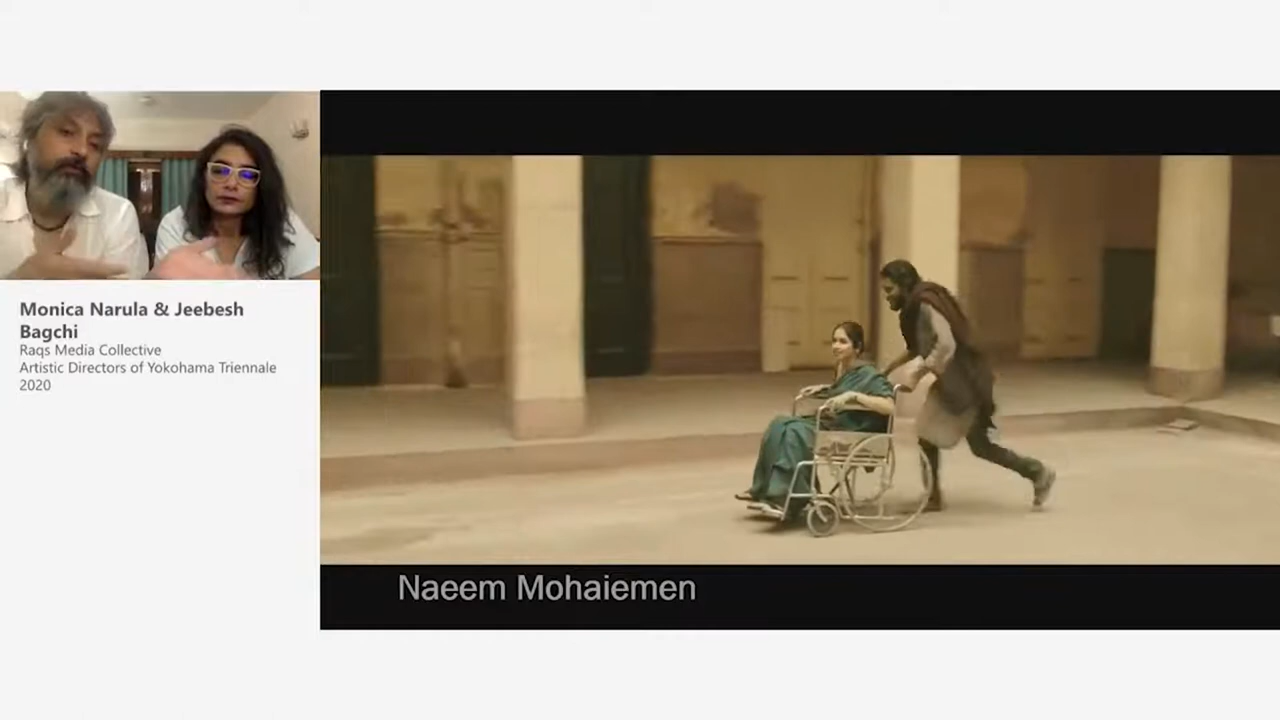 Monica Narula & Jeebesh
Bagchi
Raqs Media Collective
Artistic Directors of Yokohama Triennale
2020
Naeem Mohaiemen